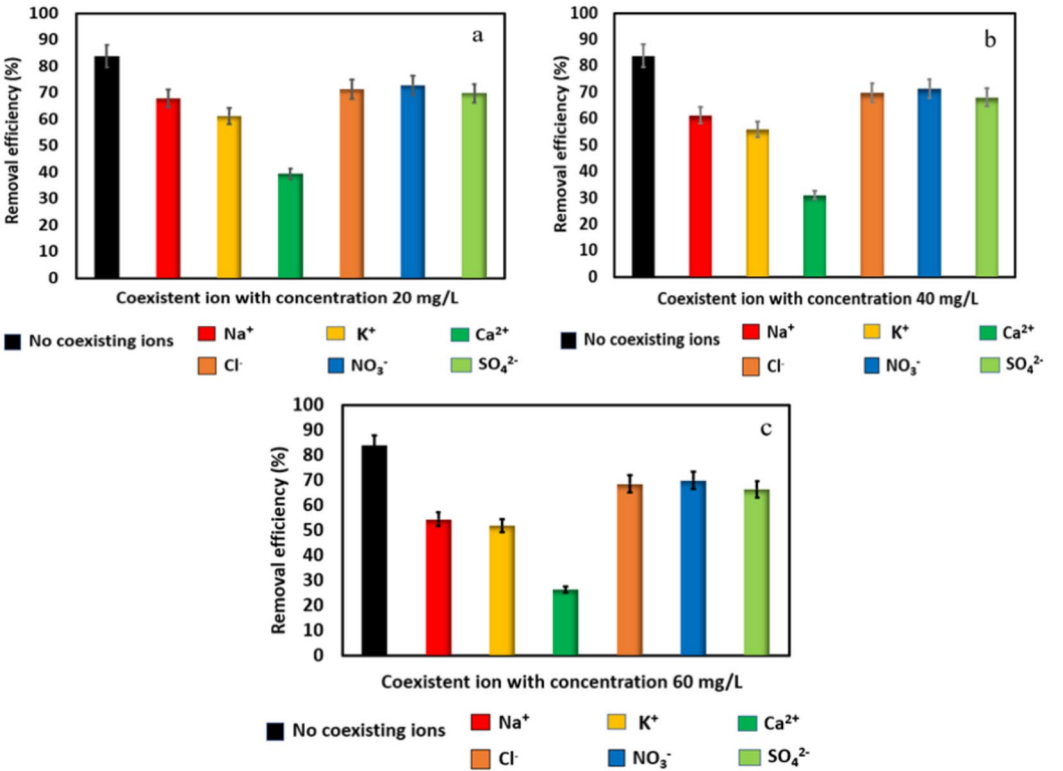 a
Removal efficiency (%)
100
90
80
70
60
50
40
30
20
10
0
Coexistent ion with concentration 20 mg/L
No coexisting ions Na⁺ K⁺ Ca²⁺
Cl⁻ NO₃⁻ SO₄²⁻
b
Removal efficiency (%)
100
90
80
70
60
50
40
30
20
10
0
Coexistent ion with concentration 40 mg/L
No coexisting ions Na⁺ K⁺ Ca²⁺
Cl⁻ NO₃⁻ SO₄²⁻
c
Removal efficiency (%)
100
90
80
70
60
50
40
30
20
10
0
Coexistent ion with concentration 60 mg/L
No coexisting ions Na⁺ K⁺ Ca²⁺
Cl⁻ NO₃⁻ SO₄²⁻